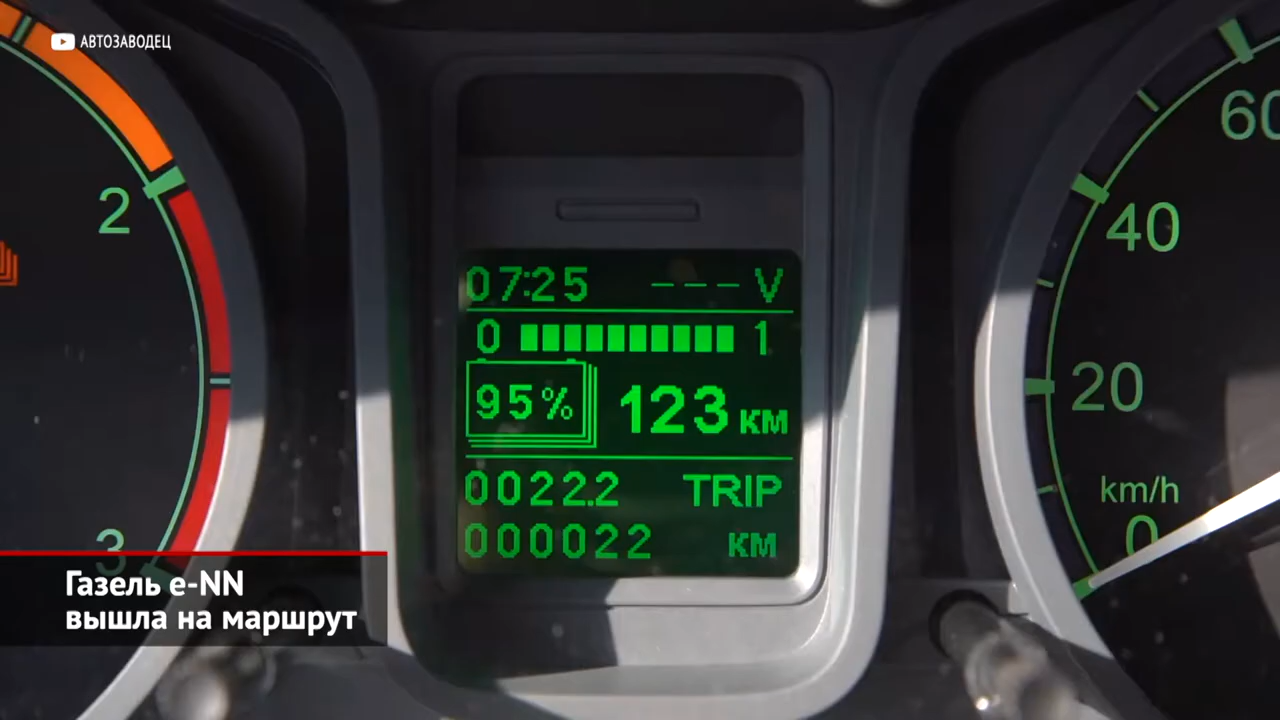 АВТОЗАВОДЕЦ
2
3
07:25 --- V
0 1
95% 123 КМ
0022.2 TRIP
000022 КМ
60
40
20
km/h
0
Газель e-NN
вышла на маршрут